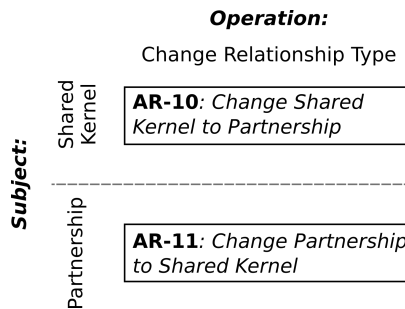 Operation:
Change Relationship Type
Subject:
Shared
Kernel
AR-10: Change Shared
Kernel to Partnership
Partnership
AR-11: Change Partnership
to Shared Kernel